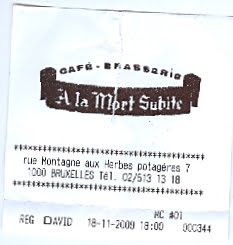 CAFÉ - BRASSERIE
A la Mort Subite
****************************************
rue Montagne aux Herbes potagères 7
1000 BRUXELLES Tél. 02/513 13 18
****************************************
MC #01
REG DAVID 18-11-2009 18:00 000344